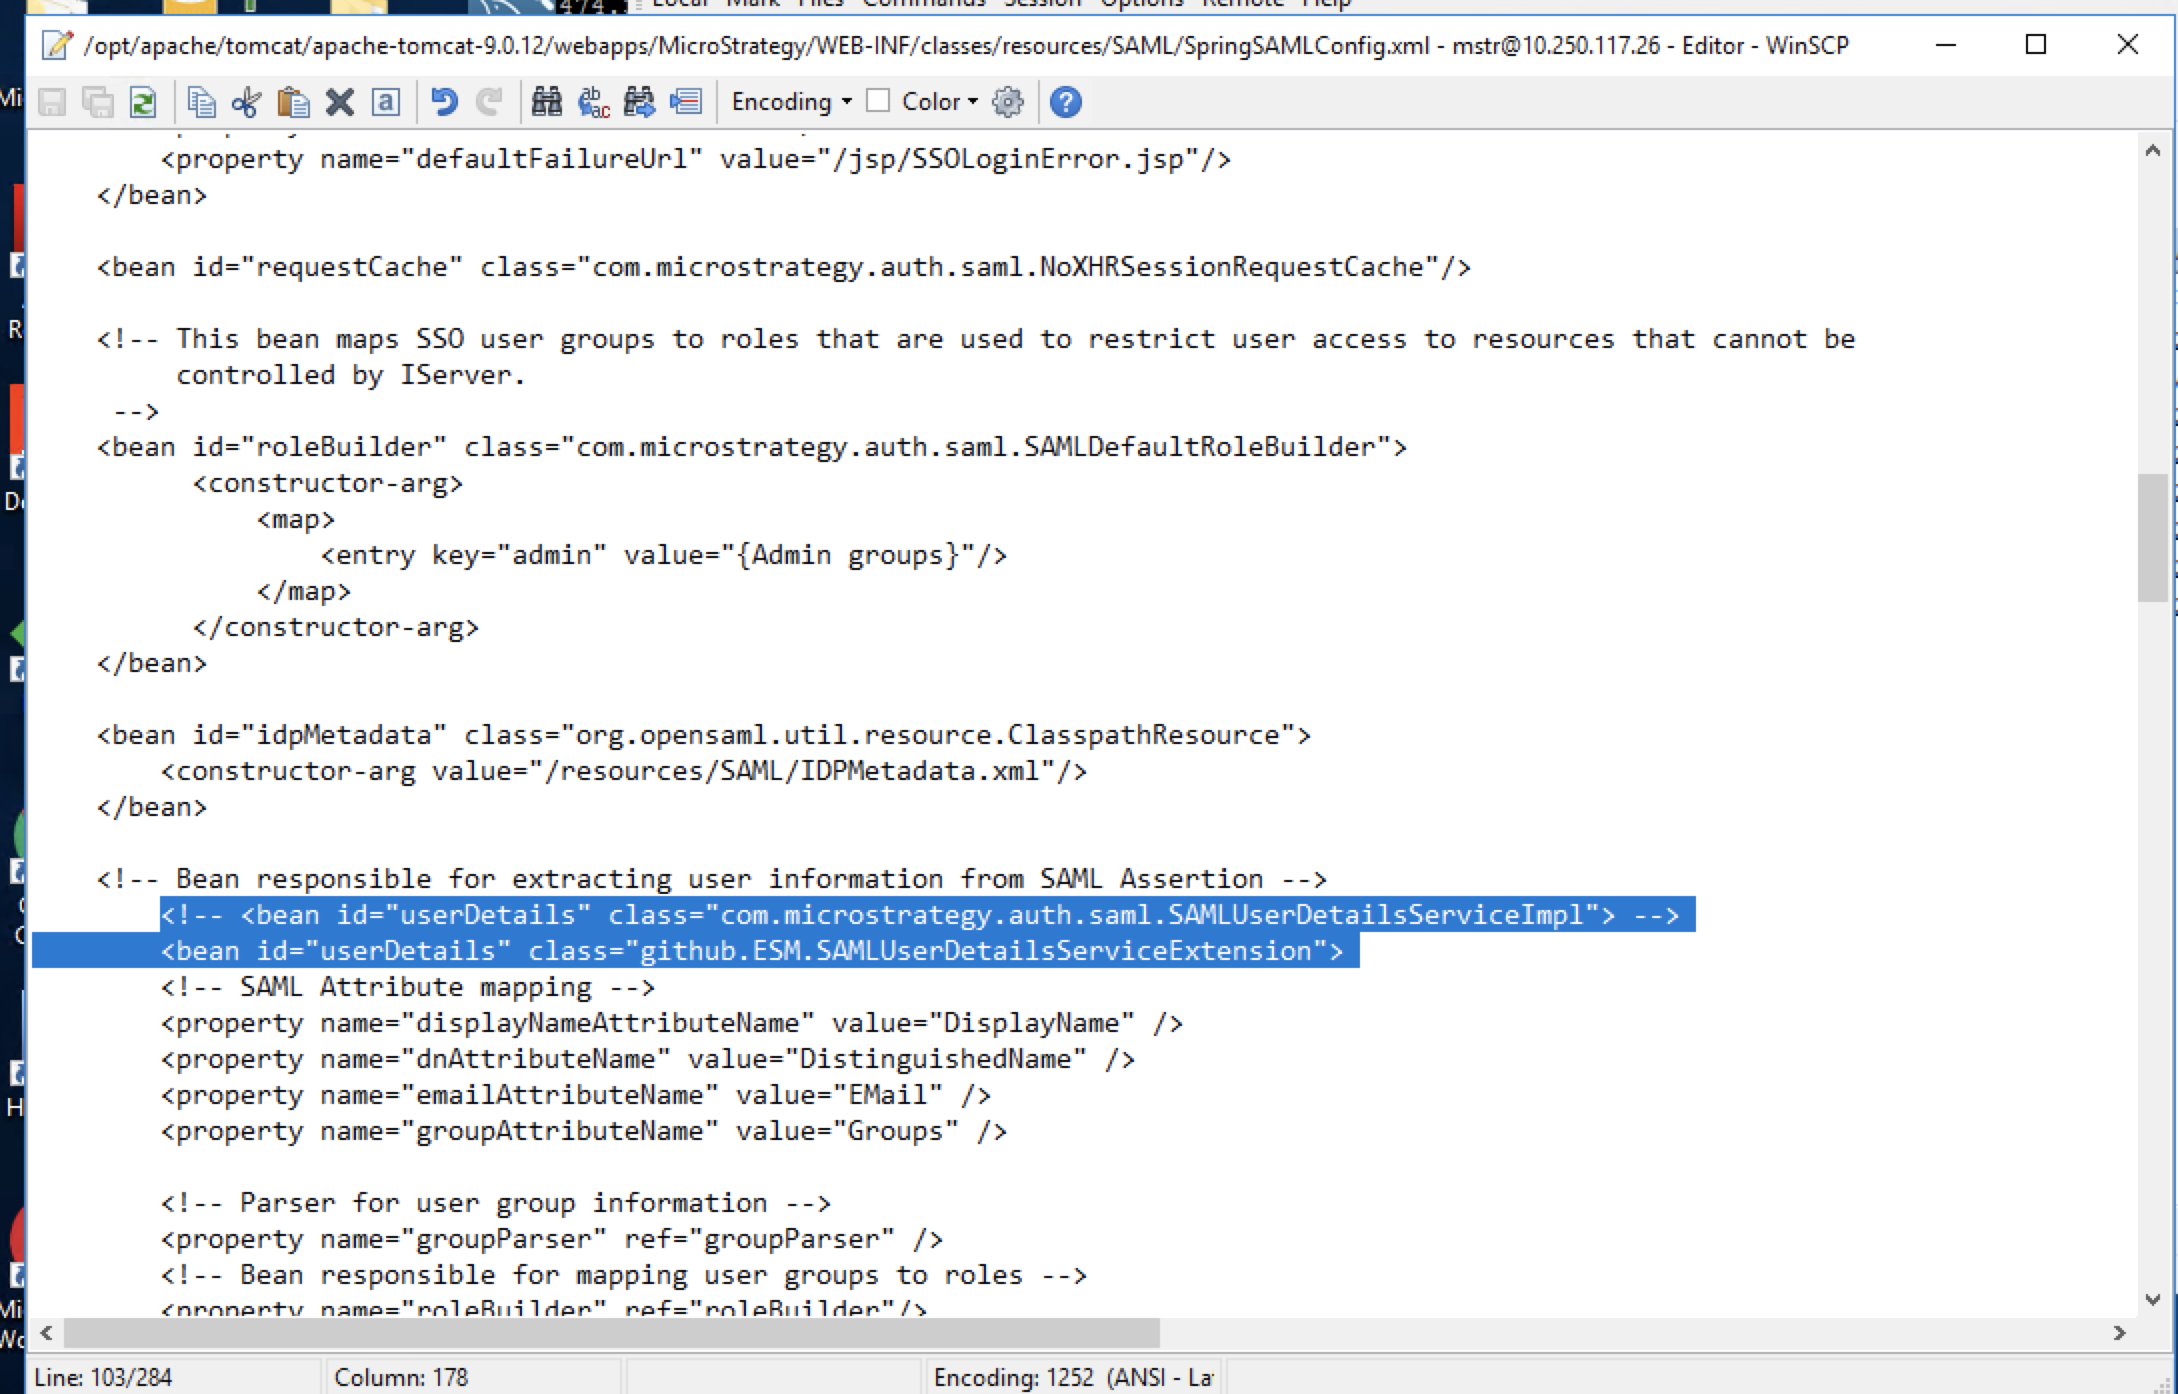 Local Mark Files Commands Session Options Remote Help
/opt/apache/tomcat/apache-tomcat-9.0.12/webapps/MicroStrategy/WEB-INF/classes/resources/SAML/SpringSAMLConfig.xml - mstr@10.250.117.26 - Editor - WinSCP
Encoding Color
<property name="defaultFailureUrl" value="/jsp/SSOLoginError.jsp"/>
</bean>
<bean id="requestCache" class="com.microstrategy.auth.saml.NoXHRSessionRequestCache"/>
<!-- This bean maps SSO user groups to roles that are used to restrict user access to resources that cannot be
controlled by IServer.
-->
<bean id="roleBuilder" class="com.microstrategy.auth.saml.SAMLDefaultRoleBuilder">
<constructor-arg>
<map>
<entry key="admin" value="{Admin groups}"/>
</map>
</constructor-arg>
</bean>
<bean id="idpMetadata" class="org.opensaml.util.resource.ClasspathResource">
<constructor-arg value="/resources/SAML/IDPMetadata.xml"/>
</bean>
<!-- Bean responsible for extracting user information from SAML Assertion -->
<!-- <bean id="userDetails" class="com.microstrategy.auth.saml.SAMLUserDetailsServiceImpl"> -->
<bean id="userDetails" class="github.ESM.SAMLUserDetailsServiceExtension">
<!-- SAML Attribute mapping -->
<property name="displayNameAttributeName" value="DisplayName" />
<property name="dnAttributeName" value="DistinguishedName" />
<property name="emailAttributeName" value="EMail" />
<property name="groupAttributeName" value="Groups" />
<!-- Parser for user group information -->
<property name="groupParser" ref="groupParser" />
<!-- Bean responsible for mapping user groups to roles -->
<property name="roleBuilder" ref="roleBuilder"/>
Line: 103/284 Column: 178 Encoding: 1252 (ANSI - La